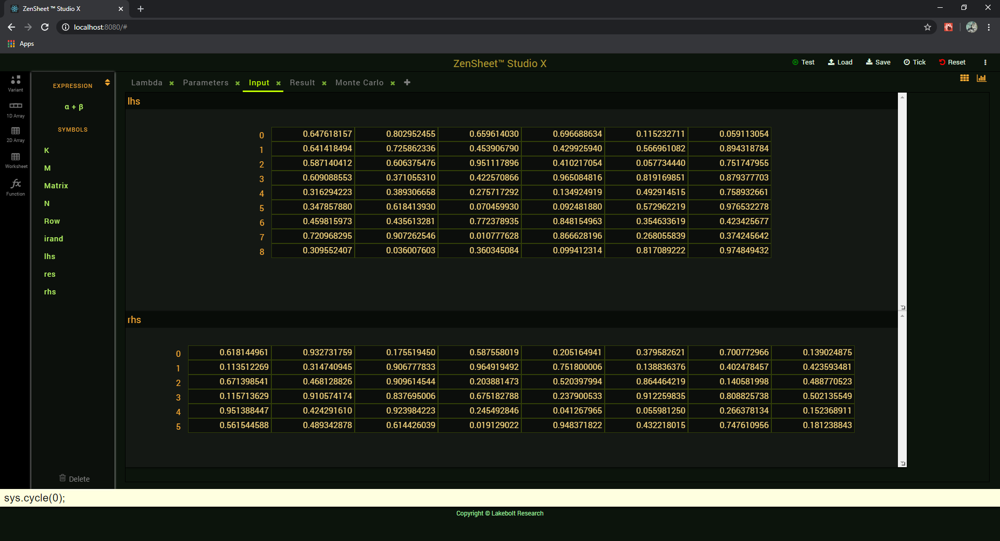 ZenSheet ™ Studio X
localhost:8080/#
Apps
ZenSheet™ Studio X
Test Load Save Tick Reset
Variant
1D Array
2D Array
Worksheet
fx
Function
EXPRESSION
α + β
SYMBOLS
K
M
Matrix
N
Row
irand
lhs
res
rhs
Delete
Lambda Parameters Input Result Monte Carlo
lhs
0 0.647618157 0.802952455 0.659614030 0.696688634 0.115232711 0.059113054
1 0.641418494 0.725862336 0.453906790 0.429925940 0.566961082 0.894318784
2 0.587140412 0.606375476 0.951117896 0.410217054 0.057734440 0.751747955
3 0.609088553 0.371055310 0.422570866 0.965084816 0.819169851 0.879377703
4 0.316294223 0.389306658 0.275717292 0.134924919 0.492914515 0.758932661
5 0.347857880 0.618413930 0.070459930 0.092481880 0.572962219 0.976532278
6 0.459815973 0.435613281 0.772378935 0.848154963 0.354633619 0.423425677
7 0.720968295 0.907262546 0.010777628 0.866628196 0.268055839 0.374245642
8 0.309552407 0.036007603 0.360345084 0.099412314 0.817089222 0.974849432
rhs
0 0.618144961 0.932731759 0.175519450 0.587558019 0.205164941 0.379582621 0.700772966 0.139024875
1 0.113512269 0.314740945 0.906777833 0.964919492 0.751800006 0.138836376 0.402478457 0.423593481
2 0.671398541 0.468128826 0.909614544 0.203881473 0.520397994 0.864464219 0.140581998 0.488770523
3 0.115713629 0.910574174 0.837695006 0.675182788 0.237900533 0.912259835 0.808825738 0.502135549
4 0.951388447 0.424291610 0.923984223 0.245492846 0.041267965 0.055981250 0.266378134 0.152368911
5 0.561544588 0.489342878 0.614426039 0.019129022 0.948371822 0.432218015 0.747610956 0.181238843
sys.cycle(0);
Copyright © Lakebolt Research